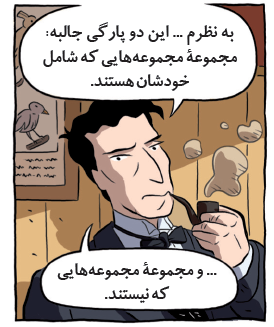 به نظرم ... این دو پارگی جالبه:
مجموعهٔ مجموعه‌هایی که شامل
خودشان هستند.
... و مجموعهٔ مجموعه‌هایی
که نیستند.